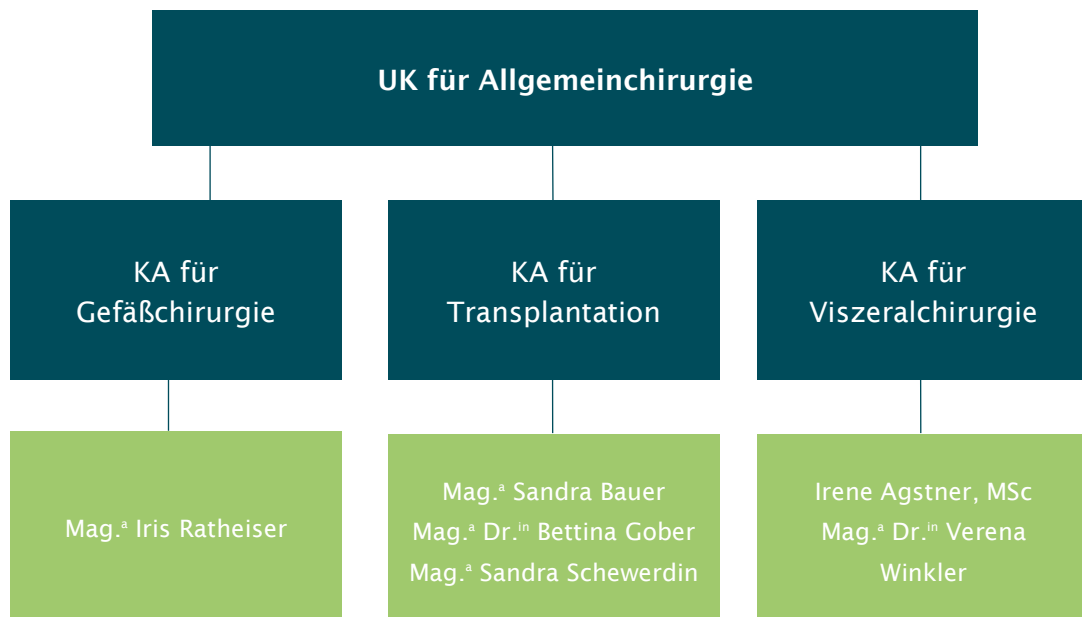 UK für Allgemeinchirurgie
KA für
Gefäßchirurgie
KA für
Transplantation
KA für
Viszeralchirurgie
Mag.ᵃ Iris Ratheiser
Mag.ᵃ Sandra Bauer
Mag.ᵃ Dr.ⁱⁿ Bettina Gober
Mag.ᵃ Sandra Schewerdin
Irene Agstner, MSc
Mag.ᵃ Dr.ⁱⁿ Verena
Winkler